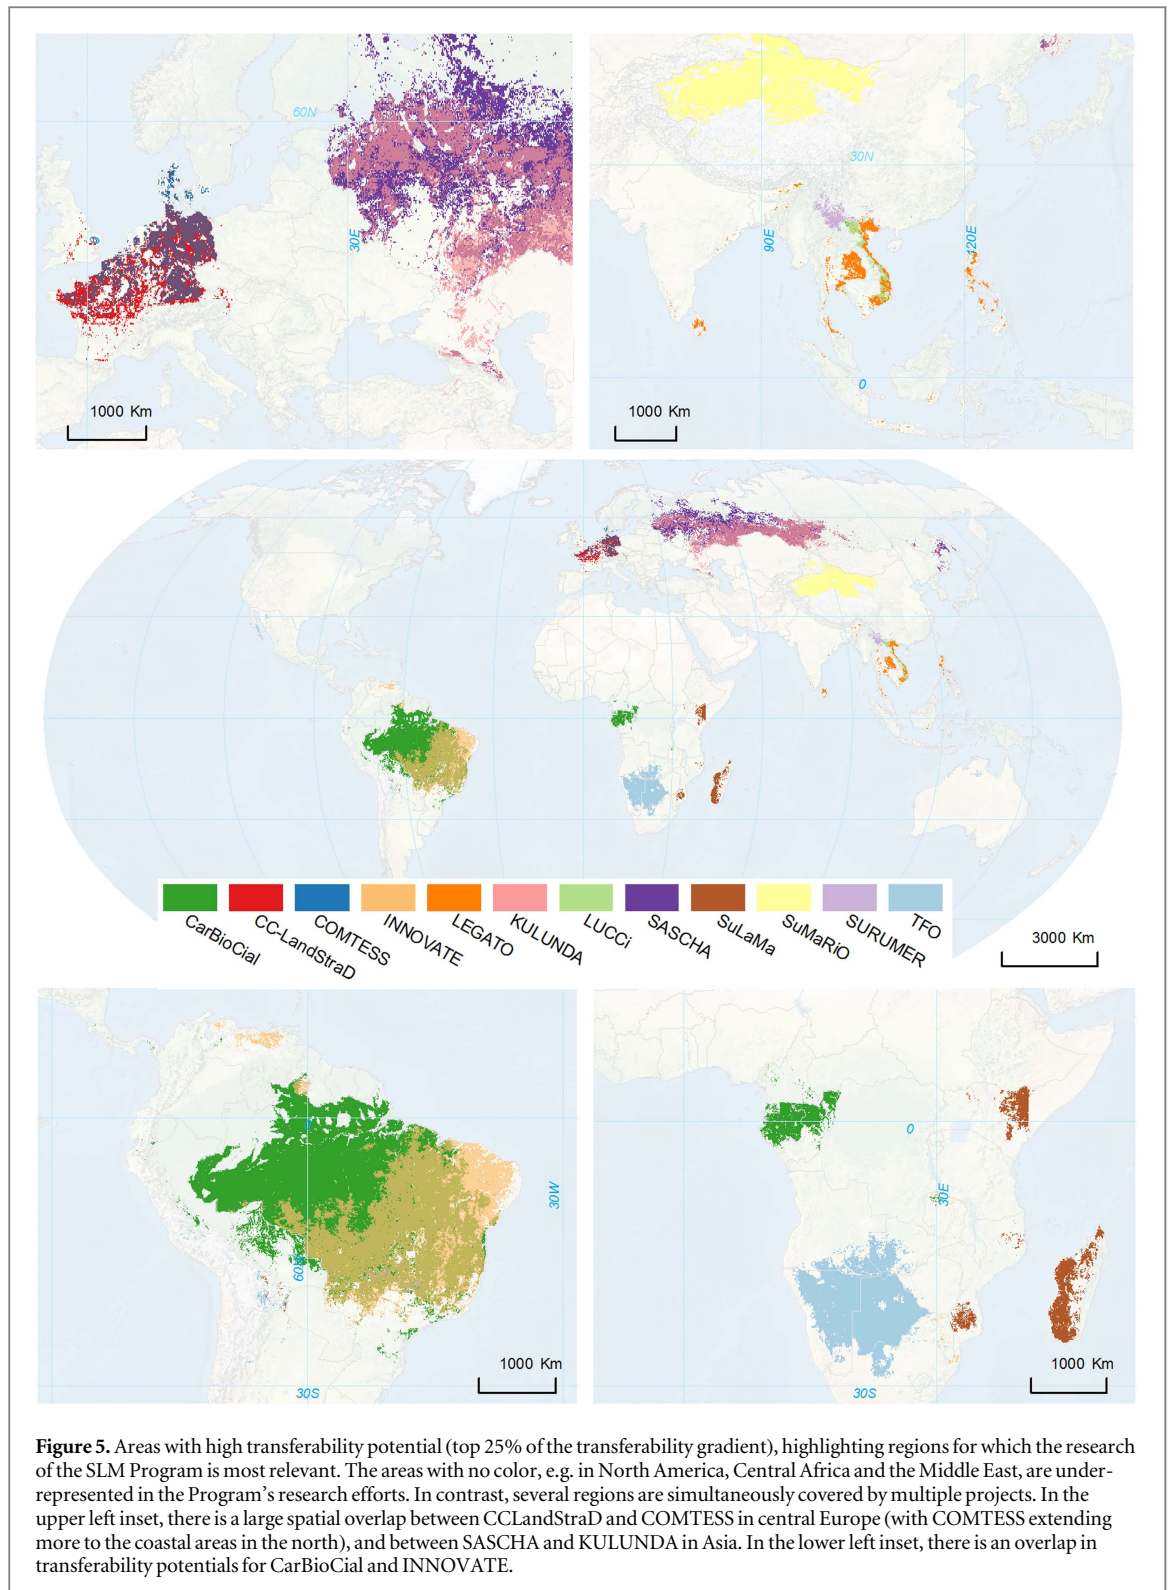 60N
30E
1000 Km
30N
90E
120E
0
1000 Km
CarBioCial
CC-LandStraD
COMTESS
INNOVATE
LEGATO
KULUNDA
LUCCi
SASCHA
SuLaMa
SuMaRiO
SURUMER
TFO
3000 Km
0
30W
60W
1000 Km
30S
0
30E
1000 Km
30S
Figure 5. Areas with high transferability potential (top 25% of the transferability gradient), highlighting regions for which the research
of the SLM Program is most relevant. The areas with no color, e.g. in North America, Central Africa and the Middle East, are under-
represented in the Program's research efforts. In contrast, several regions are simultaneously covered by multiple projects. In the
upper left inset, there is a large spatial overlap between CCLandStraD and COMTESS in central Europe (with COMTESS extending
more to the coastal areas in the north), and between SASCHA and KULUNDA in Asia. In the lower left inset, there is an overlap in
transferability potentials for CarBioCial and INNOVATE.